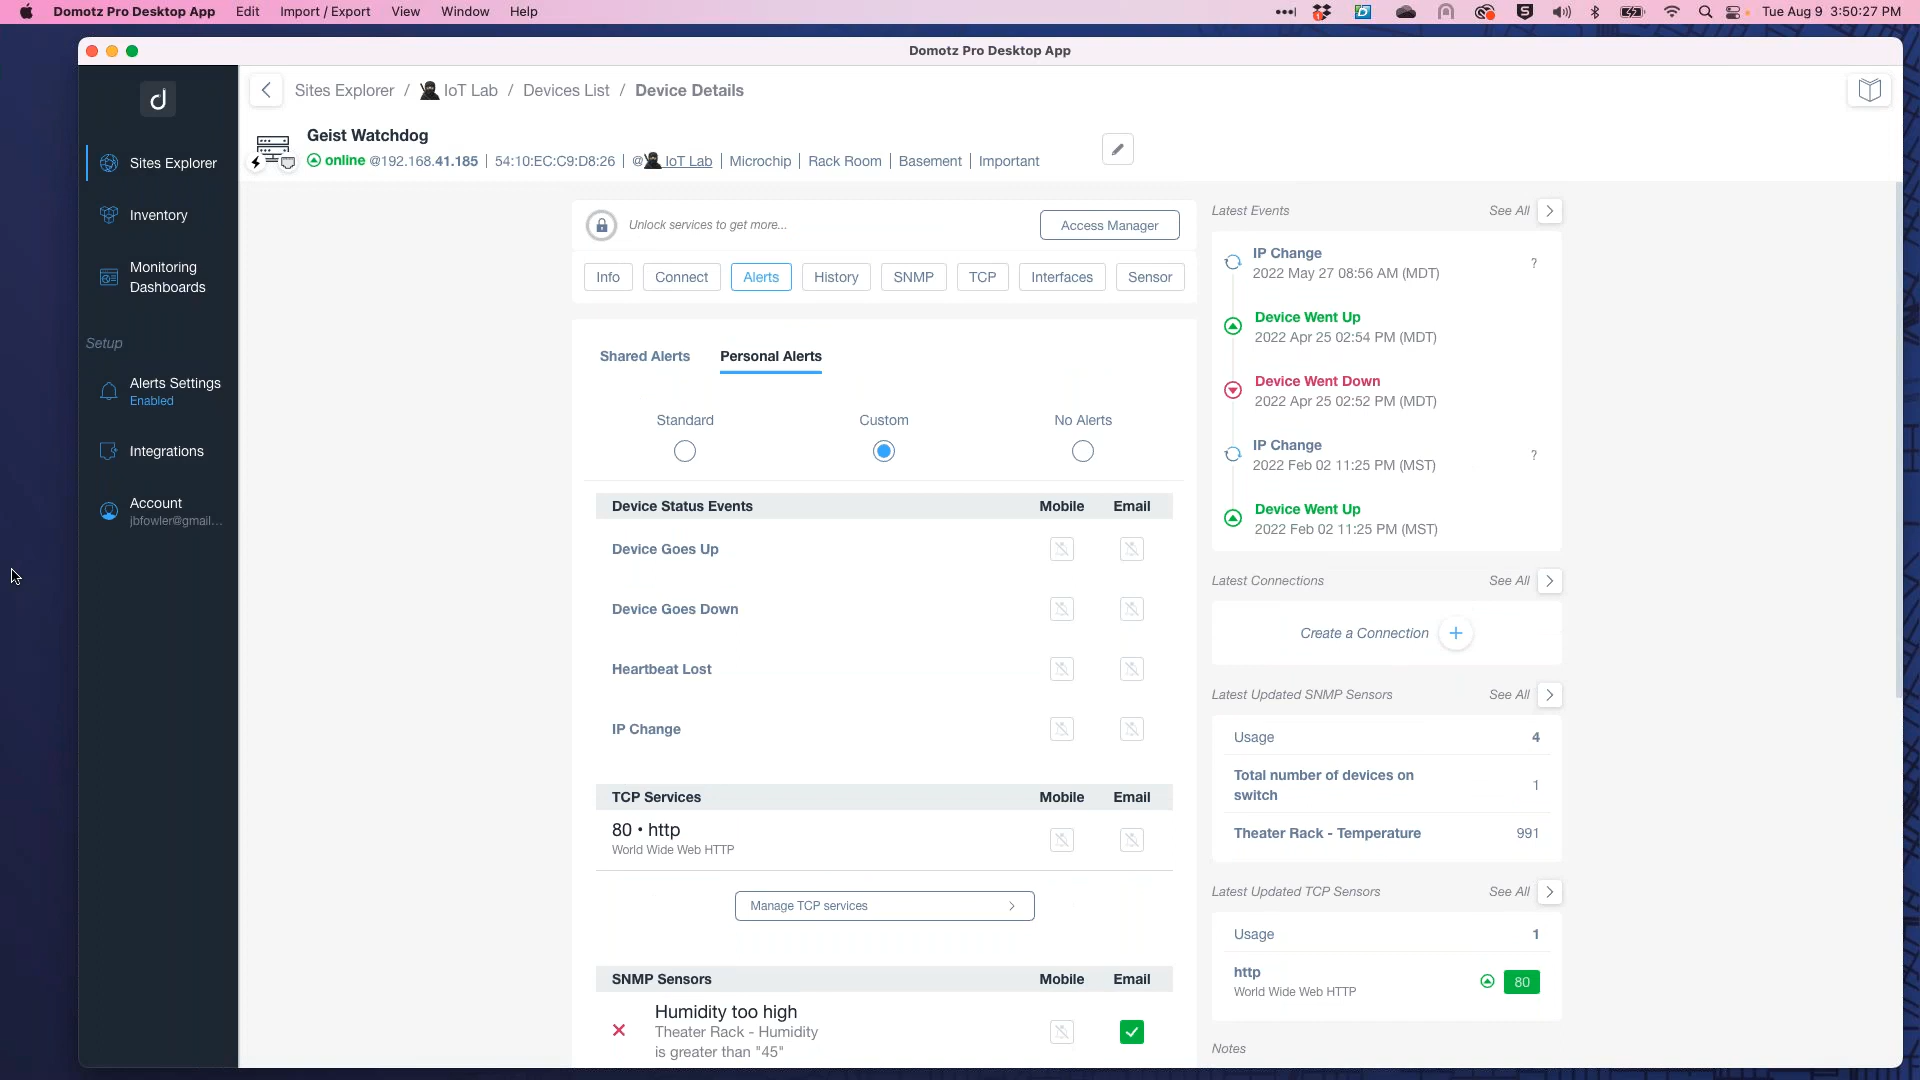 Domotz Pro Desktop App Edit Import / Export View Window Help Tue Aug 9 3:50:27 PM
Domotz Pro Desktop App
Sites Explorer / IoT Lab / Devices List / Device Details
Geist Watchdog
online @192.168.41.185 | 54:10:EC:C9:D8:26 | @ IoT Lab | Microchip | Rack Room | Basement | Important
Sites Explorer
Inventory
Monitoring
Dashboards
Setup
Alerts Settings
Enabled
Integrations
Account
jbfowler@gmail...
Unlock services to get more...
Access Manager
Info Connect Alerts History SNMP TCP Interfaces Sensor
Shared Alerts Personal Alerts
Standard Custom No Alerts
Device Status Events Mobile Email
Device Goes Up
Device Goes Down
Heartbeat Lost
IP Change
TCP Services Mobile Email
80 • http
World Wide Web HTTP
Manage TCP services
SNMP Sensors Mobile Email
Humidity too high
Theater Rack - Humidity
is greater than "45"
Latest Events See All
IP Change
2022 May 27 08:56 AM (MDT) ?
Device Went Up
2022 Apr 25 02:54 PM (MDT)
Device Went Down
2022 Apr 25 02:52 PM (MDT)
IP Change
2022 Feb 02 11:25 PM (MST) ?
Device Went Up
2022 Feb 02 11:25 PM (MST)
Latest Connections See All
Create a Connection
Latest Updated SNMP Sensors See All
Usage 4
Total number of devices on
switch 1
Theater Rack - Temperature 991
Latest Updated TCP Sensors See All
Usage 1
http
World Wide Web HTTP 80
Notes